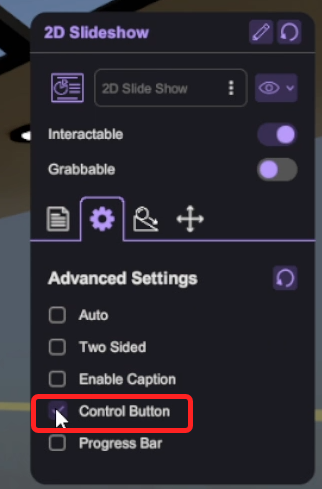 2D Slideshow
2D Slide Show
Interactable
Grabbable
Advanced Settings
Auto
Two Sided
Enable Caption
Control Button
Progress Bar